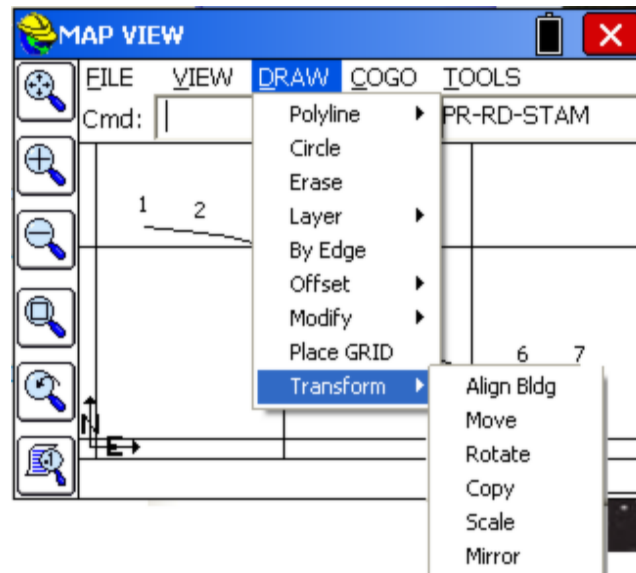 MAP VIEW
FILE VIEW DRAW COGO TOOLS
Cmd: PR-RD-STAM
Polyline
Circle
Erase
Layer
By Edge
Offset
Modify
Place GRID
Transform
Align Bldg
Move
Rotate
Copy
Scale
Mirror
1 2
6 7
N
E